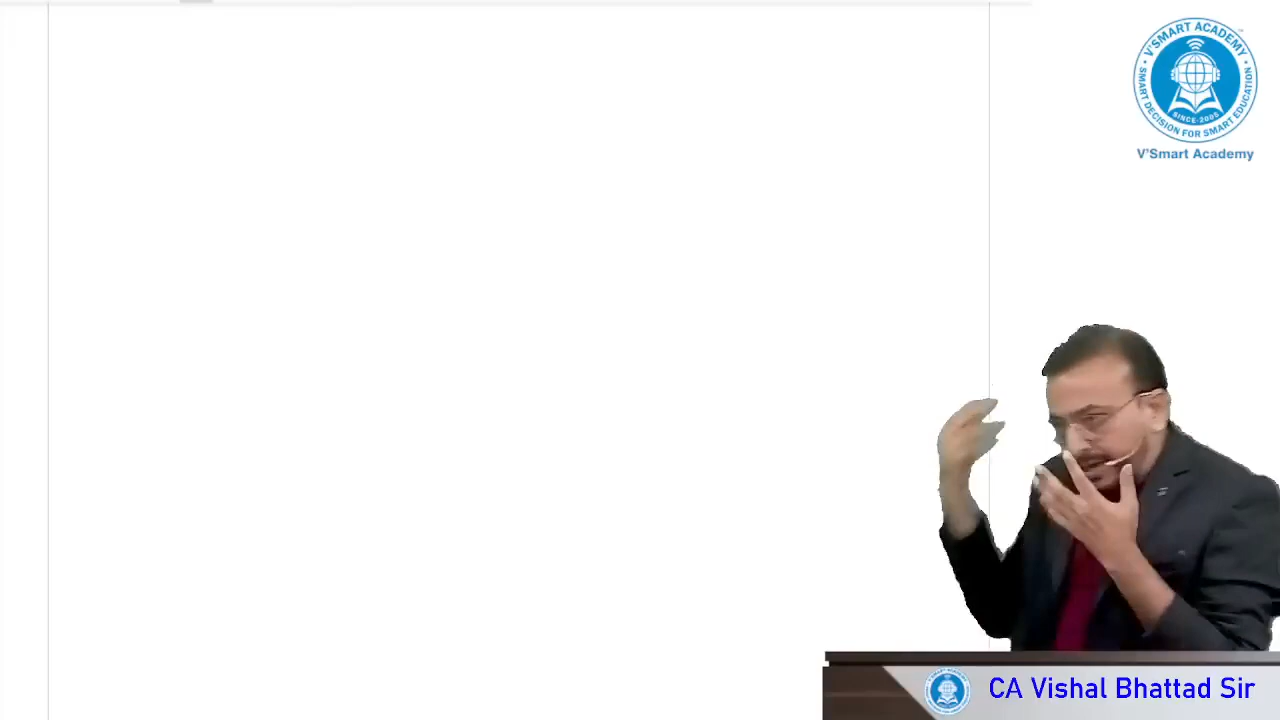 V'SMART ACADEMY
SMART DECISION FOR SMART EDUCATION
SINCE-2005
V'Smart Academy
CA Vishal Bhattad Sir